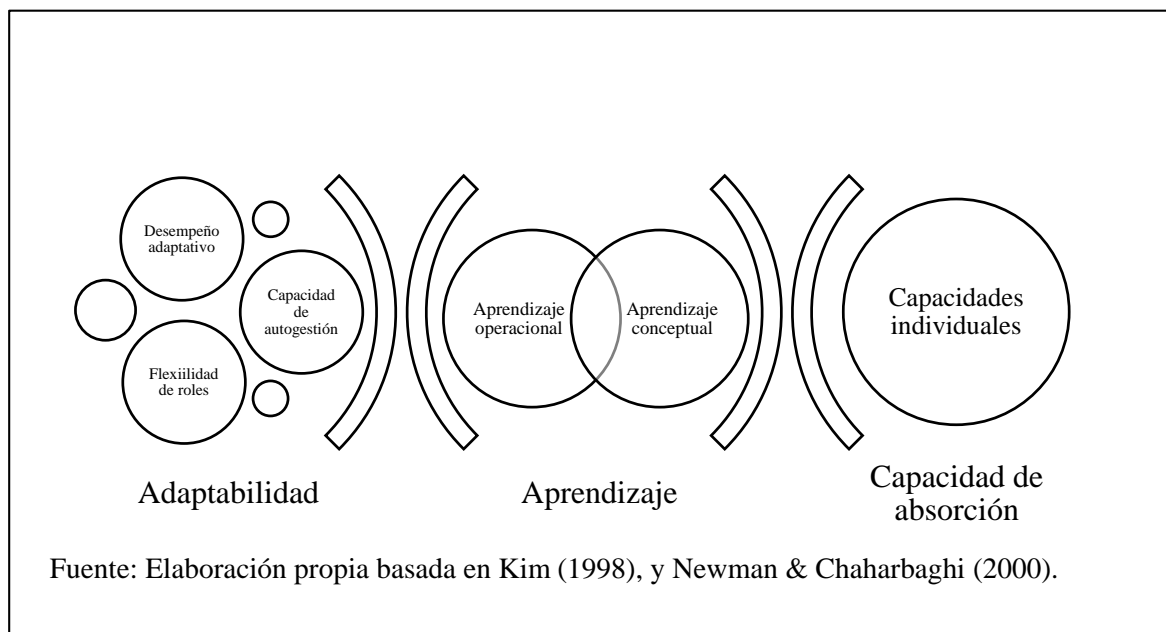 Desempeño
adaptativo
Capacidad
de
autogestión
Flexiilidad
de roles
Adaptabilidad
Aprendizaje
operacional
Aprendizaje
conceptual
Aprendizaje
Capacidades
individuales
Capacidad de
absorción
Fuente: Elaboración propia basada en Kim (1998), y Newman & Chaharbaghi (2000).